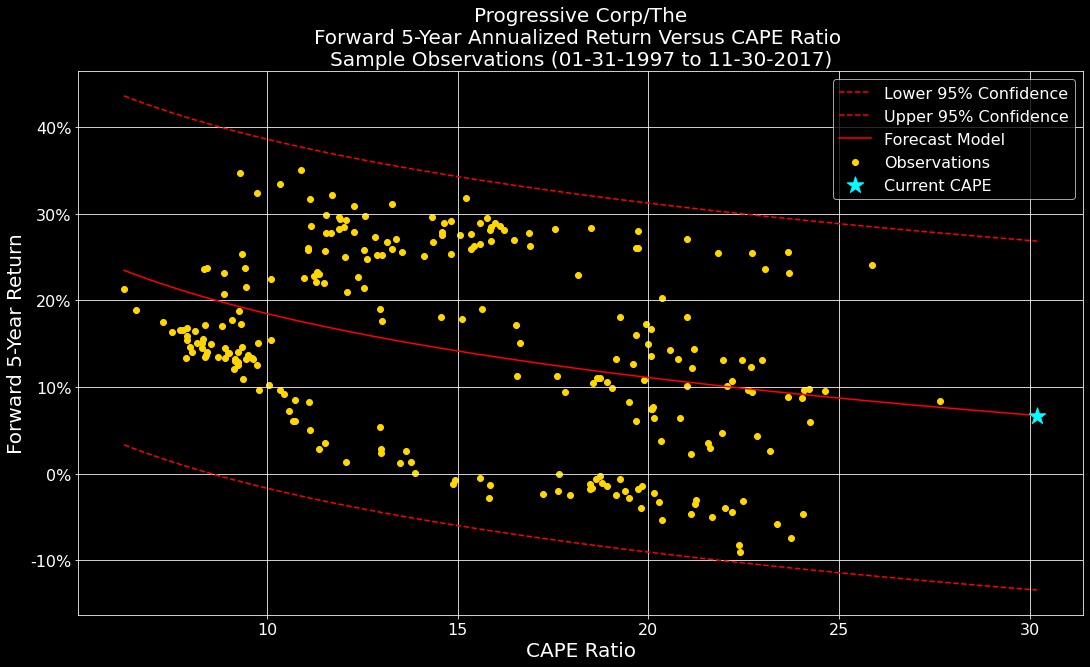 Progressive Corp/The
Forward 5-Year Annualized Return Versus CAPE Ratio
Sample Observations (01-31-1997 to 11-30-2017)
Lower 95% Confidence
Upper 95% Confidence
Forecast Model
Observations
Current CAPE
Forward 5-Year Return
40%
30%
20%
10%
0%
-10%
10
15
20
25
30
CAPE Ratio